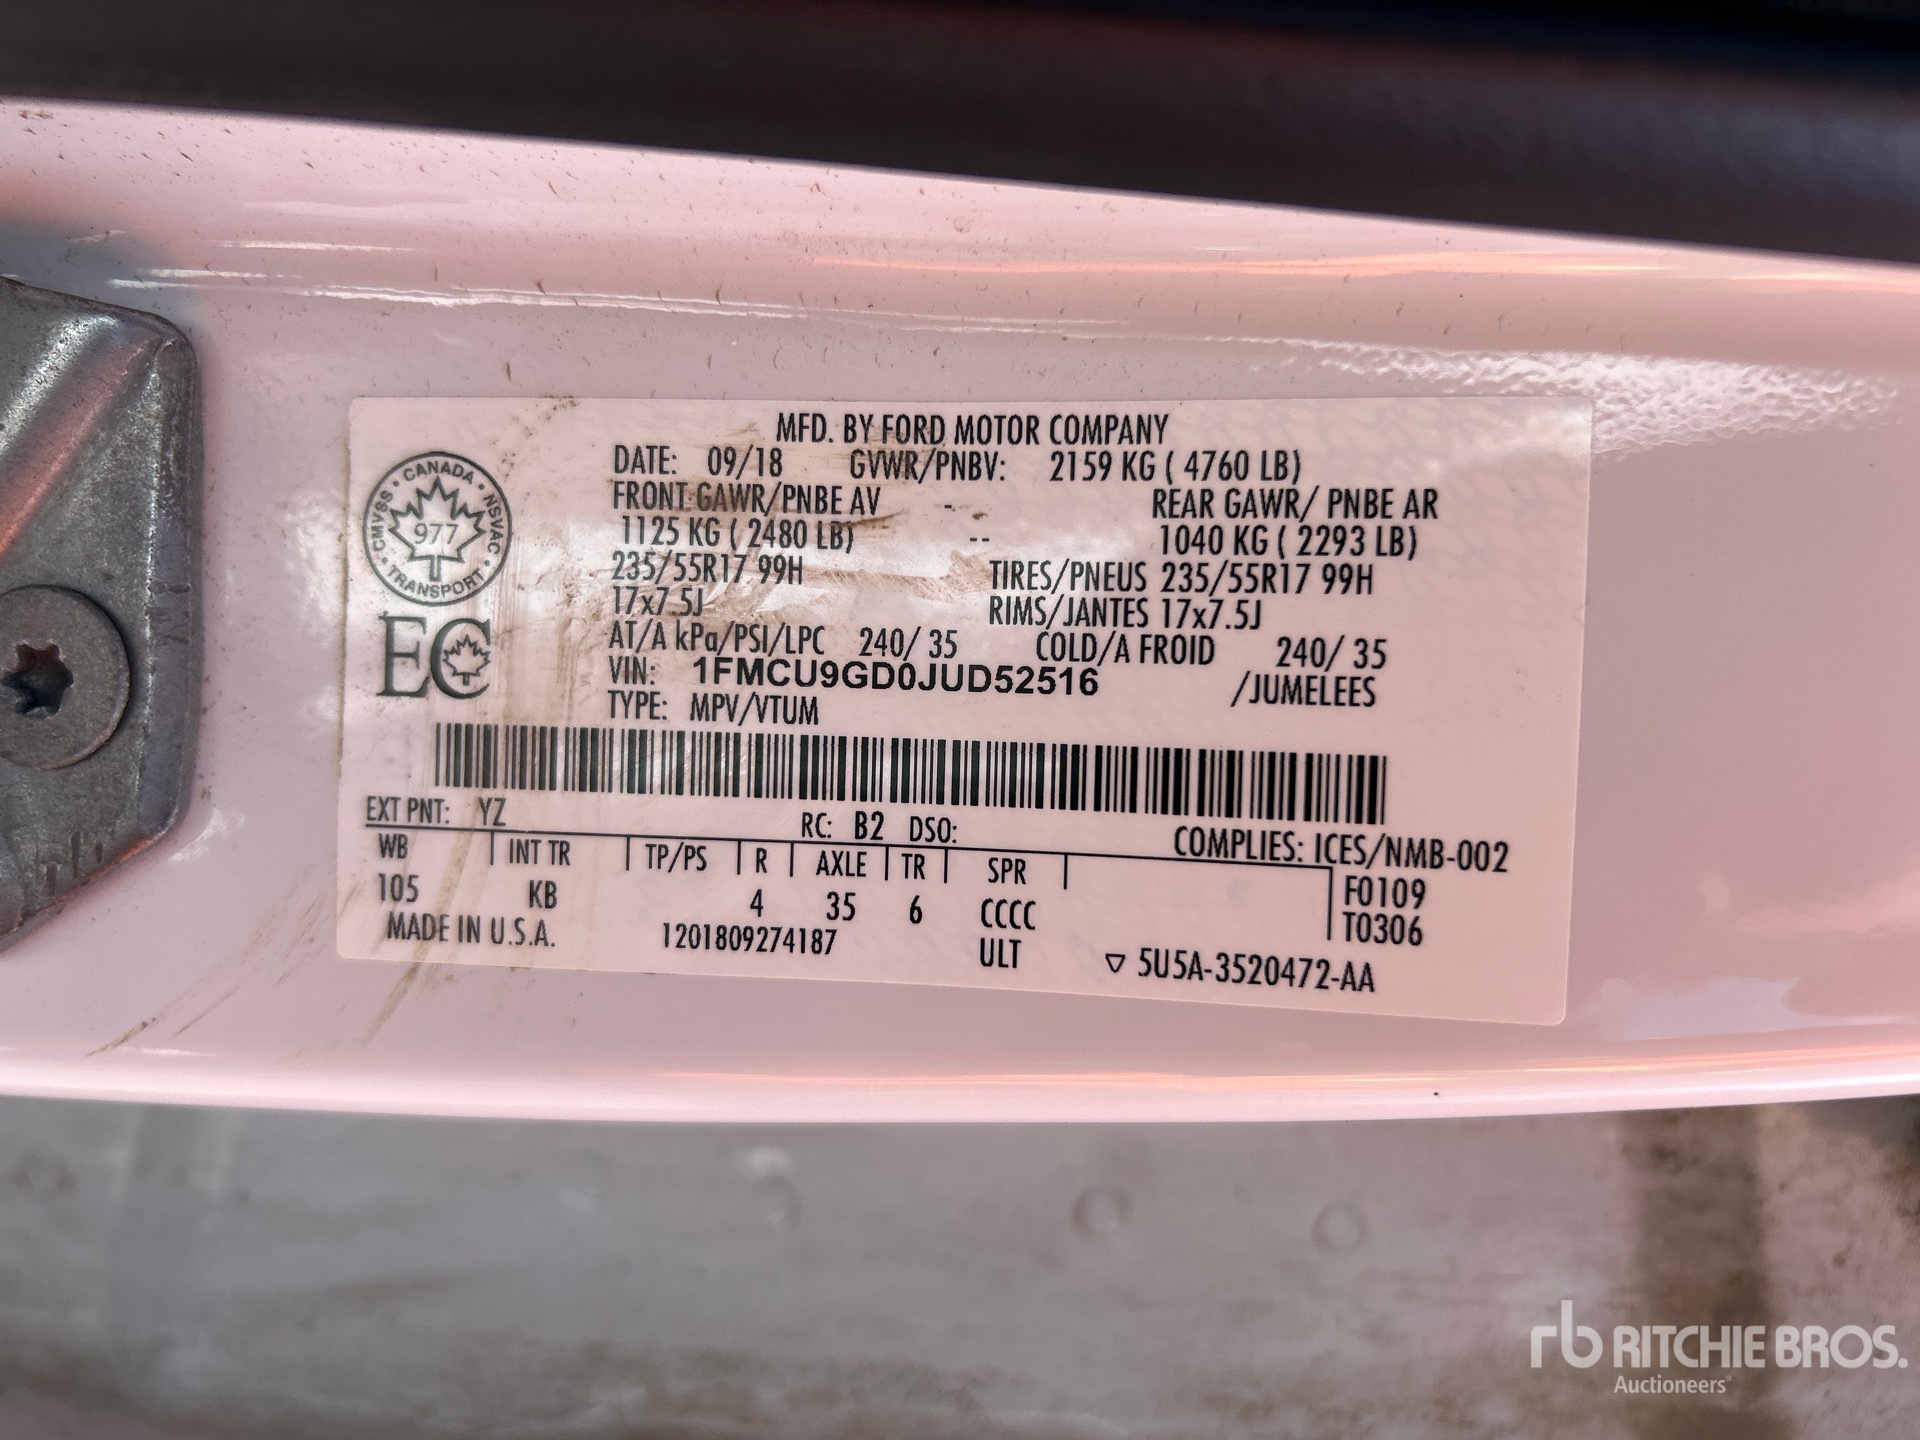 MFD. BY FORD MOTOR COMPANY
DATE: 09/18 GVWR/PNBV: 2159 KG ( 4760 LB)
FRONT GAWR/PNBE AV - REAR GAWR/ PNBE AR
1125 KG ( 2480 LB) -- 1040 KG ( 2293 LB)
235/55R17 99H TIRES/PNEUS 235/55R17 99H
17x7.5J RIMS/JANTES 17x7.5J
AT/A kPa/PSI/LPC 240/ 35 COLD/A FROID 240/ 35
VIN: 1FMCU9GD0JUD52516 /JUMELEES
TYPE: MPV/VTUM
CANADA · NSVAC · TRANSPORT · CMVSS ·
977
EC
EXT PNT: YZ RC: B2 DSO:
COMPLIES: ICES/NMB-002
WB INT TR TP/PS R AXLE TR SPR
105 KB 4 35 6 CCCC
F0109
T0306
MADE IN U.S.A. 1201809274187 ULT ▽ 5U5A-3520472-AA
rb RITCHIE BROS.
Auctioneers